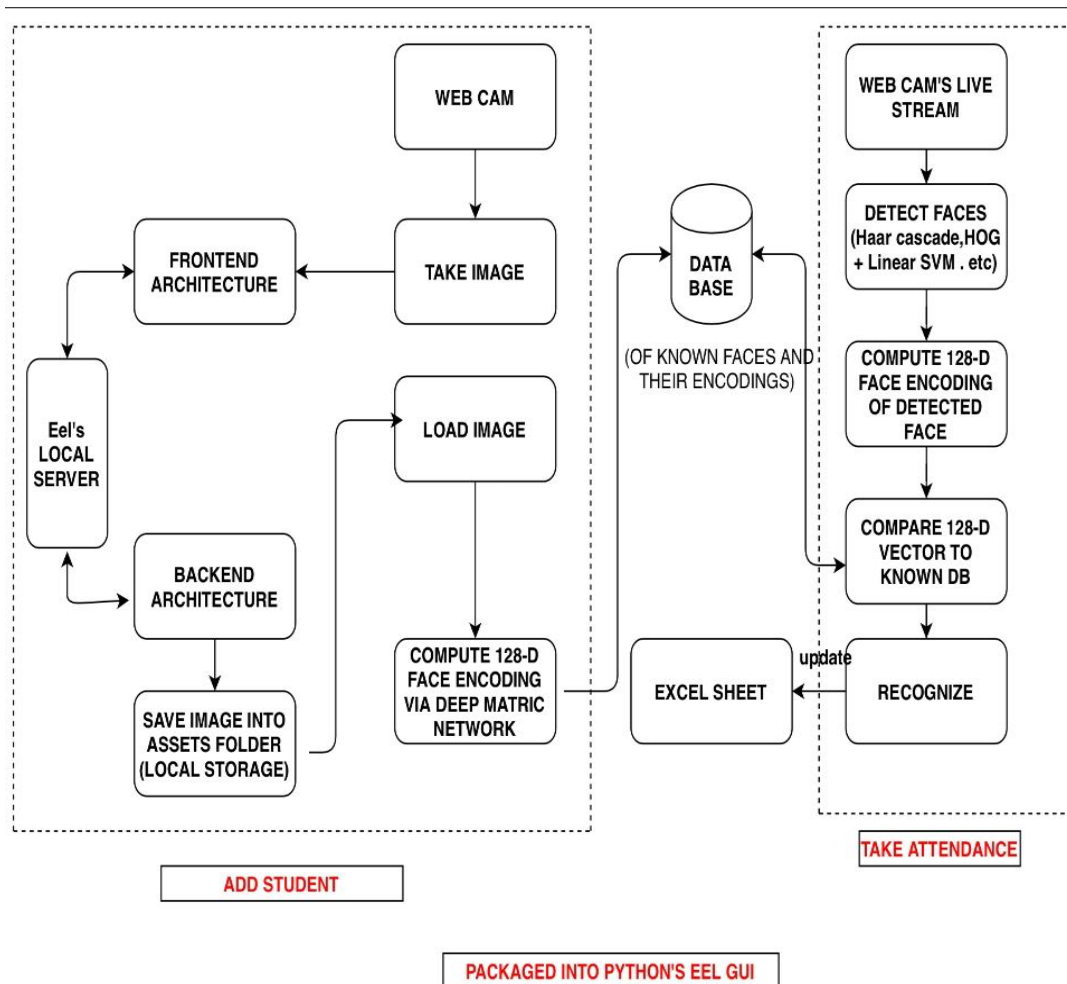 WEB CAM
TAKE IMAGE
FRONTEND
ARCHITECTURE
Eel's
LOCAL
SERVER
BACKEND
ARCHITECTURE
SAVE IMAGE INTO
ASSETS FOLDER
(LOCAL STORAGE)
LOAD IMAGE
COMPUTE 128-D
FACE ENCODING
VIA DEEP MATRIC
NETWORK
ADD STUDENT
DATA
BASE
(OF KNOWN FACES AND
THEIR ENCODINGS)
WEB CAM'S LIVE
STREAM
DETECT FACES
(Haar cascade,HOG
+ Linear SVM . etc)
COMPUTE 128-D
FACE ENCODING
OF DETECTED
FACE
COMPARE 128-D
VECTOR TO
KNOWN DB
RECOGNIZE
update
EXCEL SHEET
TAKE ATTENDANCE
PACKAGED INTO PYTHON'S EEL GUI